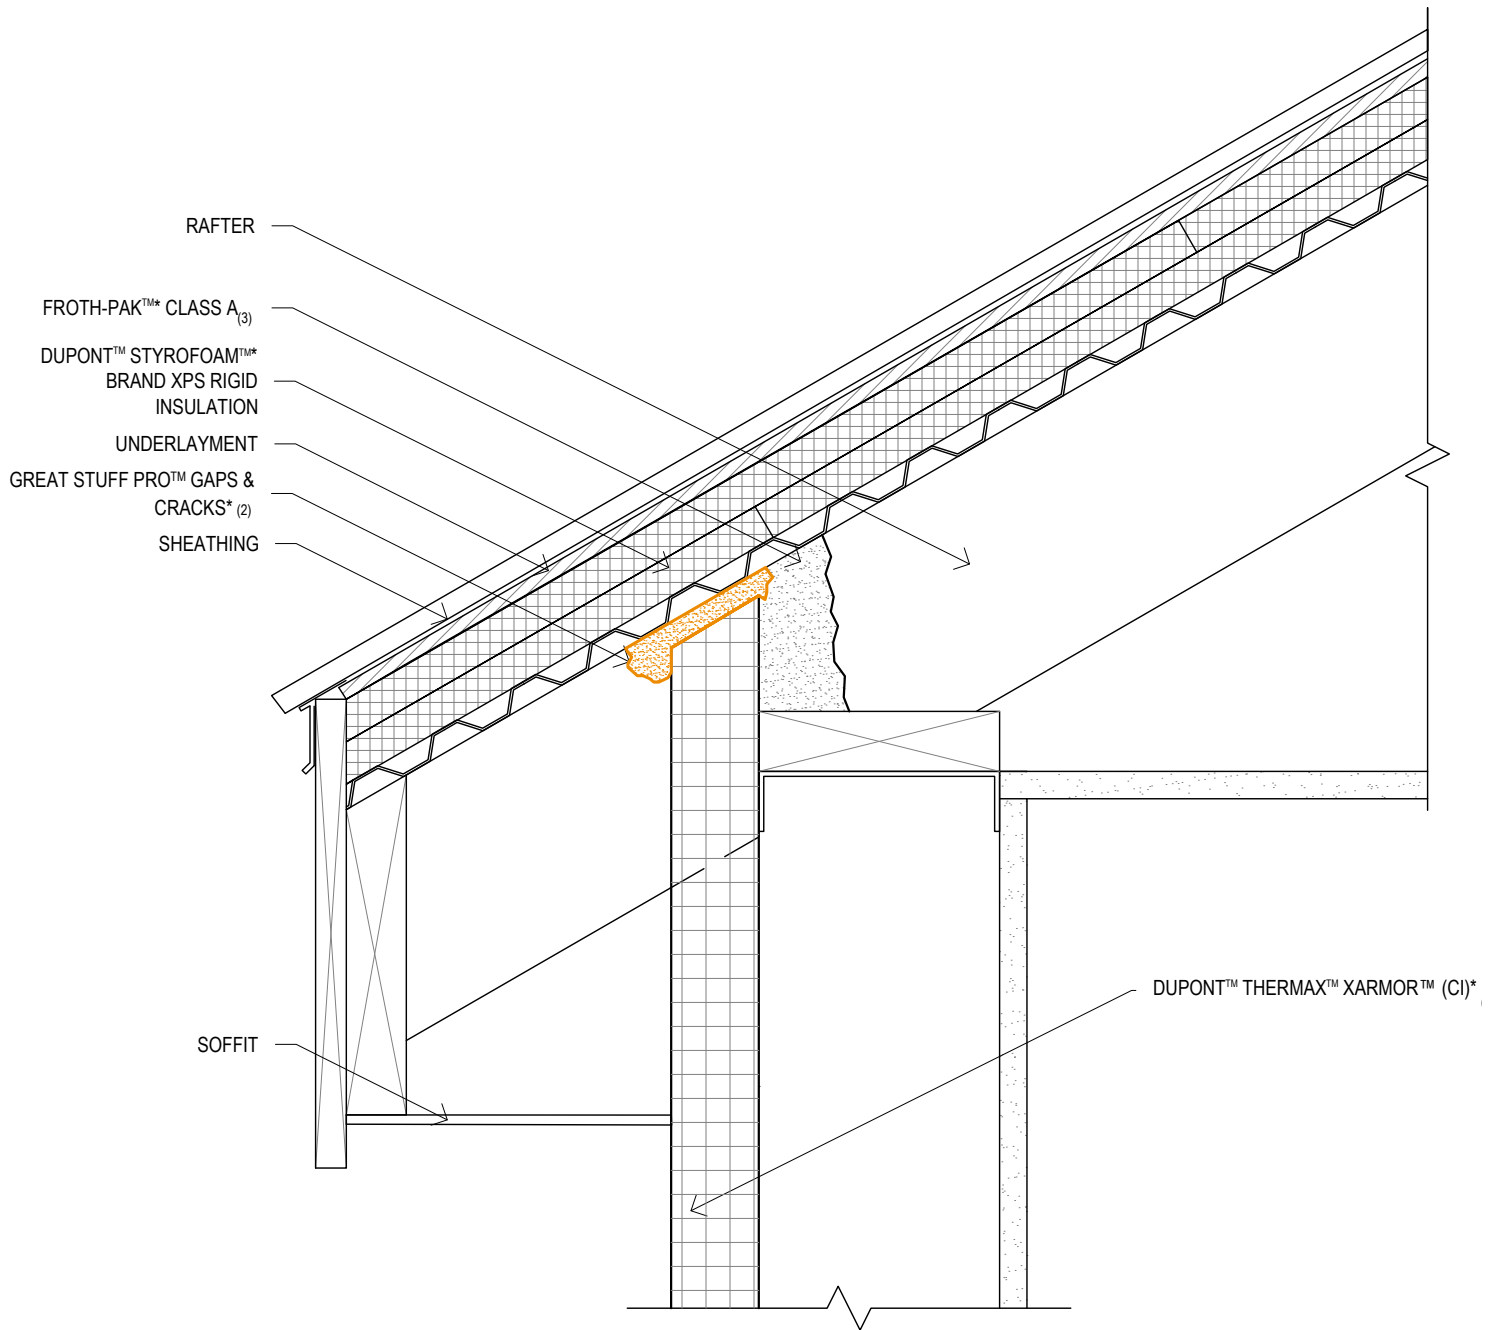 RAFTER
FROTH-PAK™* CLASS A(3)
DUPONT™ STYROFOAM™*
BRAND XPS RIGID
INSULATION
UNDERLAYMENT
GREAT STUFF PRO™ GAPS &
CRACKS* (2)
SHEATHING
DUPONT™ THERMAX™ XARMOR™ (CI)*
SOFFIT